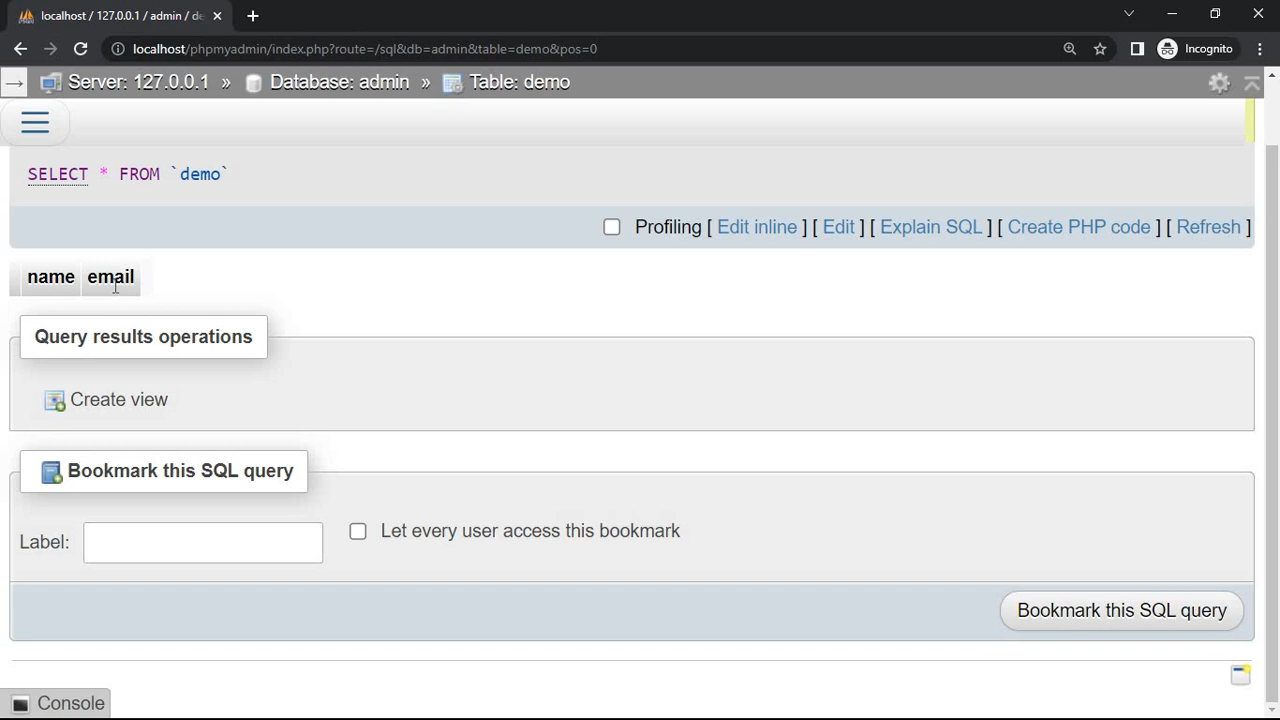 localhost / 127.0.0.1 / admin / de
localhost/phpmyadmin/index.php?route=/sql&db=admin&table=demo&pos=0
Incognito
Server: 127.0.0.1 » Database: admin » Table: demo
SELECT * FROM `demo`
Profiling [ Edit inline ] [ Edit ] [ Explain SQL ] [ Create PHP code ] [ Refresh ]
name email
Query results operations
Create view
Bookmark this SQL query
Label:
Let every user access this bookmark
Bookmark this SQL query
Console